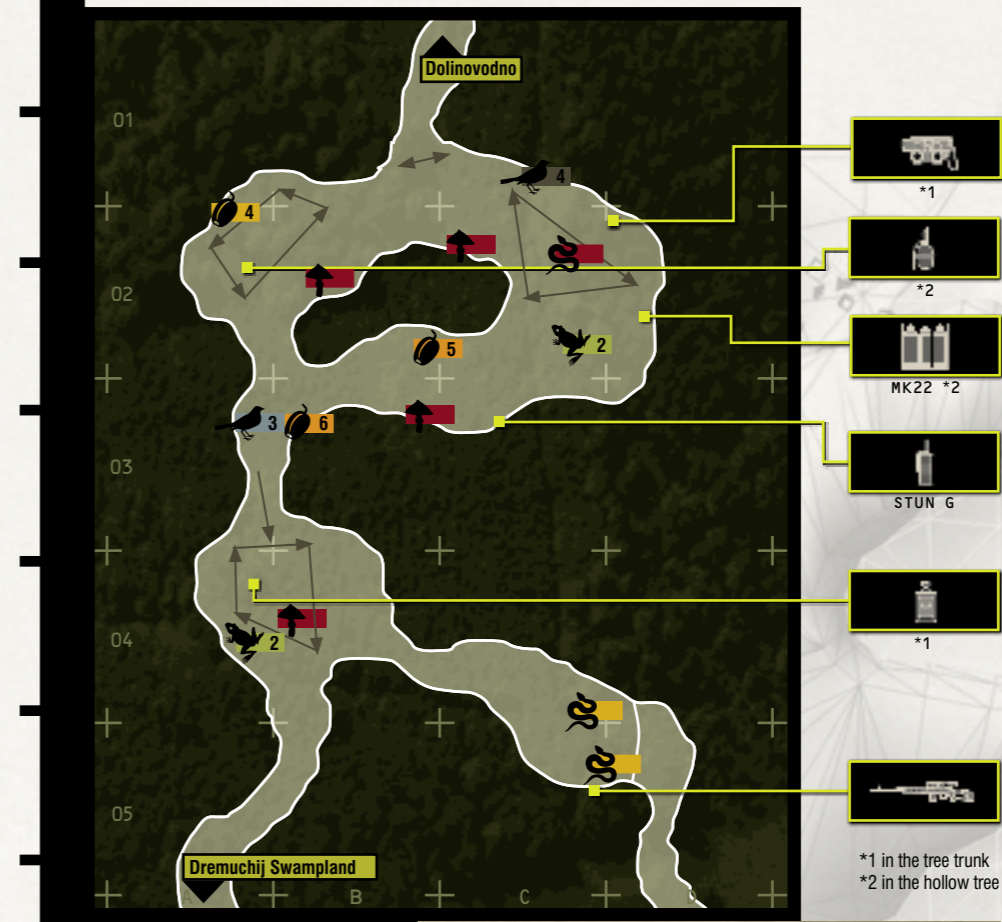 Dolinovodno
01
4
4
*1
02
*2
5
2
MK22 *2
3
6
STUN G
03
*1
04
2
05
Dremuchij Swampland
*1 in the tree trunk
*2 in the hollow tree
A
B
C
D